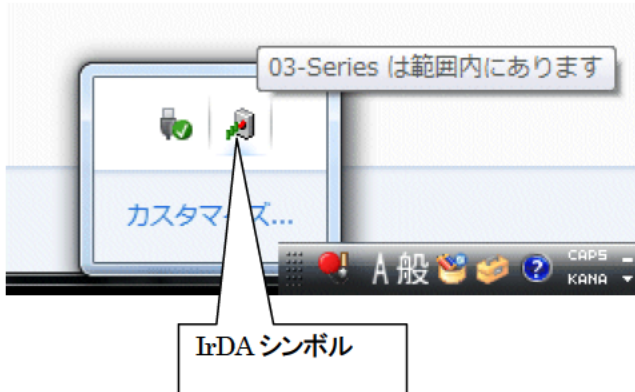 03-Series は範囲内にあります
カスタマイズ...
A 般
CAPS
KANA
IrDA シンボル